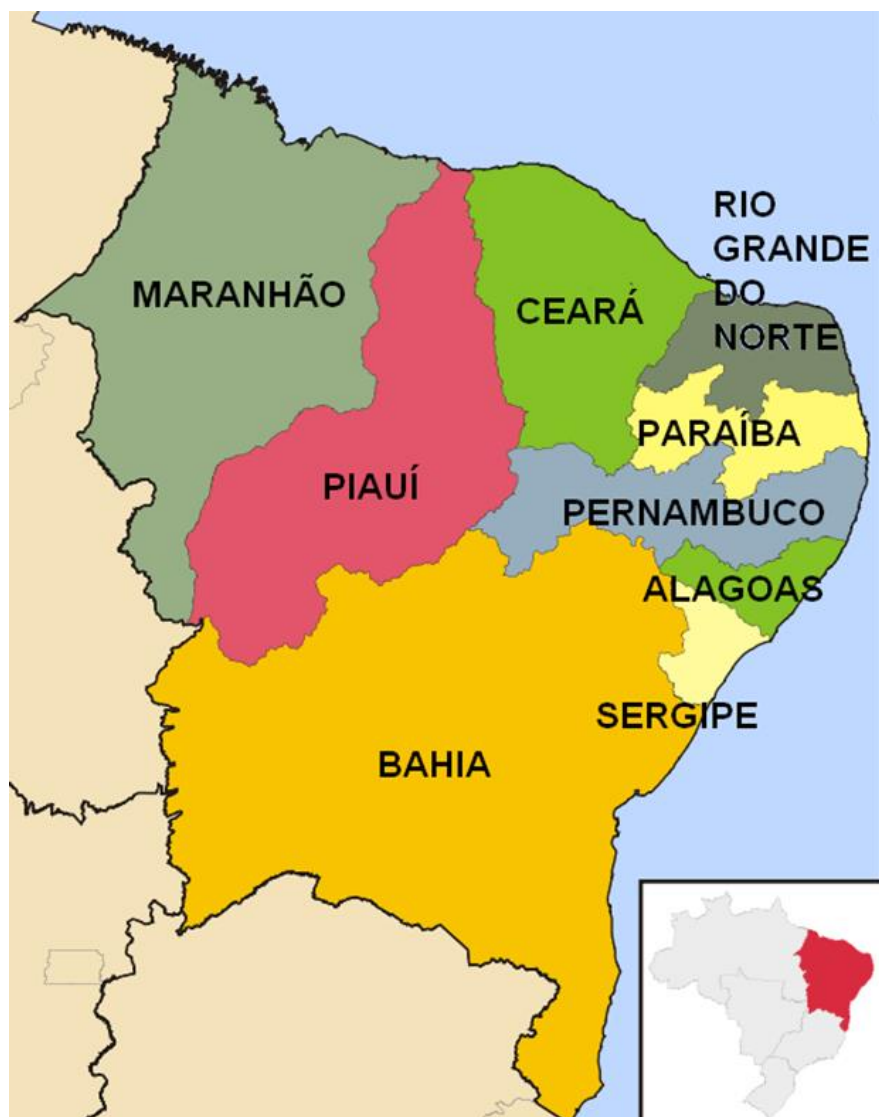 RIO
GRANDE
DO
NORTE
MARANHÃO
CEARÁ
PARAÍBA
PIAUÍ
PERNAMBUCO
ALAGOAS
SERGIPE
BAHIA